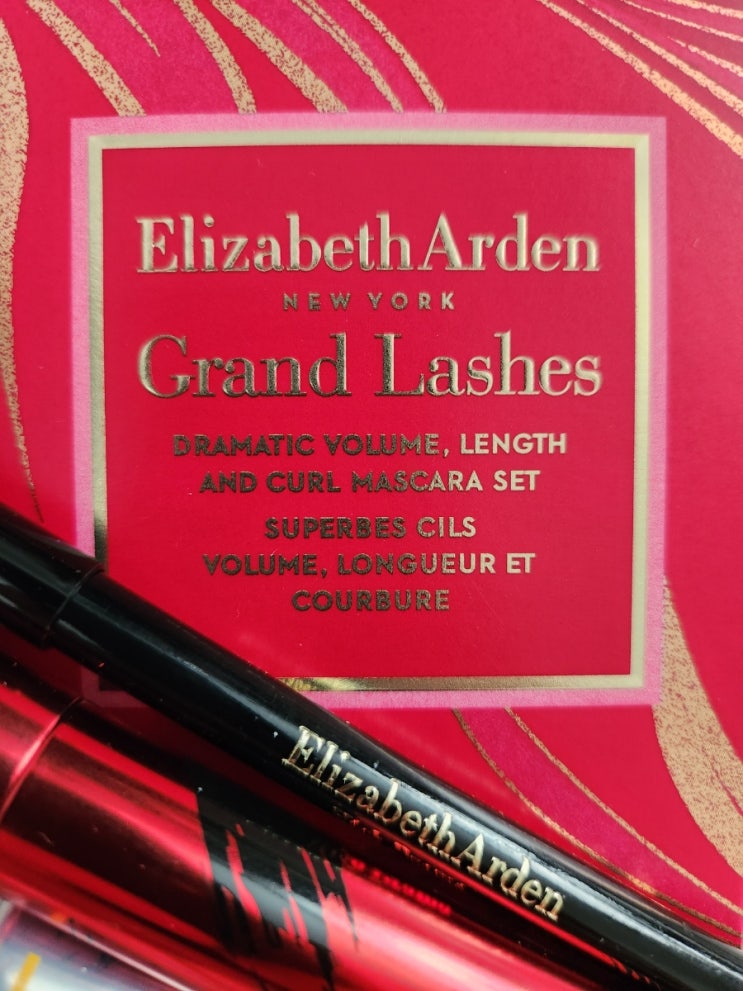 Elizabeth Arden
NEW YORK
Grand Lashes
DRAMATIC VOLUME, LENGTH
AND CURL MASCARA SET
SUPERBES CILS
VOLUME, LONGUEUR ET
COURBURE
Elizabeth Arden